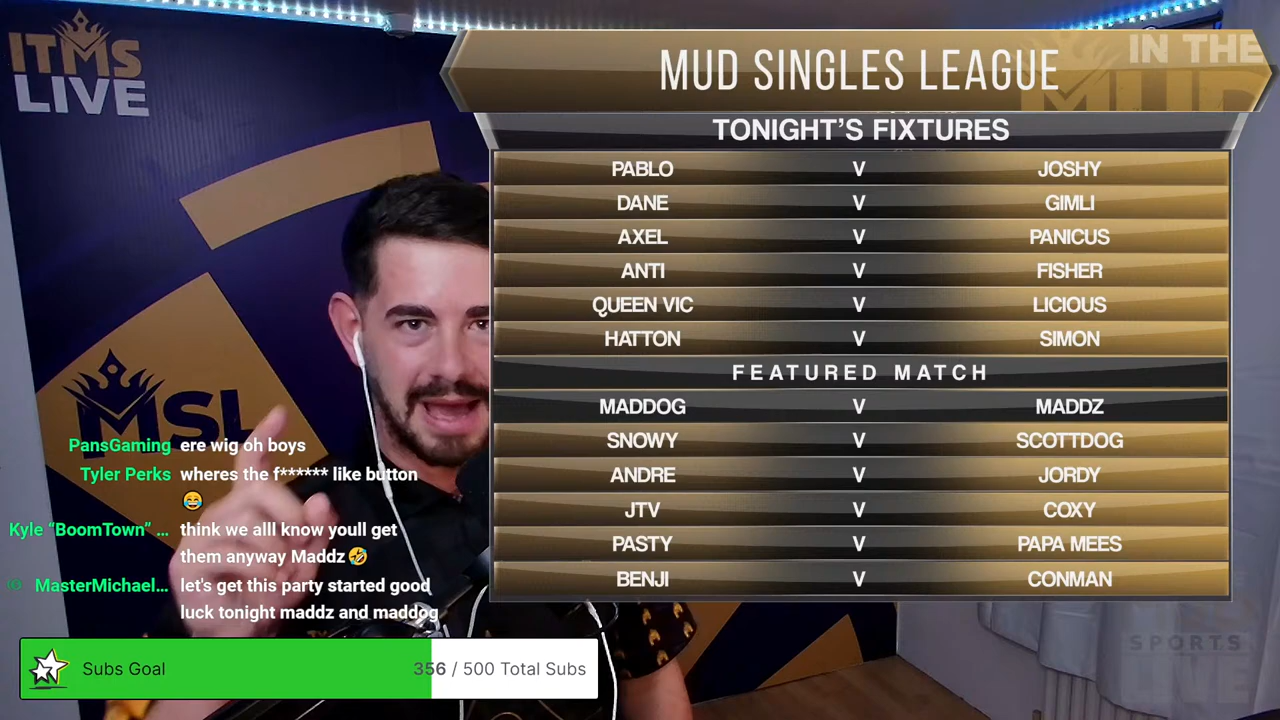 ITMS
LIVE
IN THE
MUD
MUD SINGLES LEAGUE
TONIGHT'S FIXTURES
PABLO V JOSHY
DANE V GIMLI
AXEL V PANICUS
ANTI V FISHER
QUEEN VIC V LICIOUS
HATTON V SIMON
FEATURED MATCH
MADDOG V MADDZ
SNOWY V SCOTTDOG
ANDRE V JORDY
JTV V COXY
PASTY V PAPA MEES
BENJI V CONMAN
MSL
PansGaming ere wig oh boys
Tyler Perks wheres the f****** like button
😂
Kyle “BoomTown” ... think we alll know youll get
them anyway Maddz🤣
MasterMichael... let's get this party started good
luck tonight maddz and maddog
Subs Goal 356 / 500 Total Subs
SPORTS
LIVE